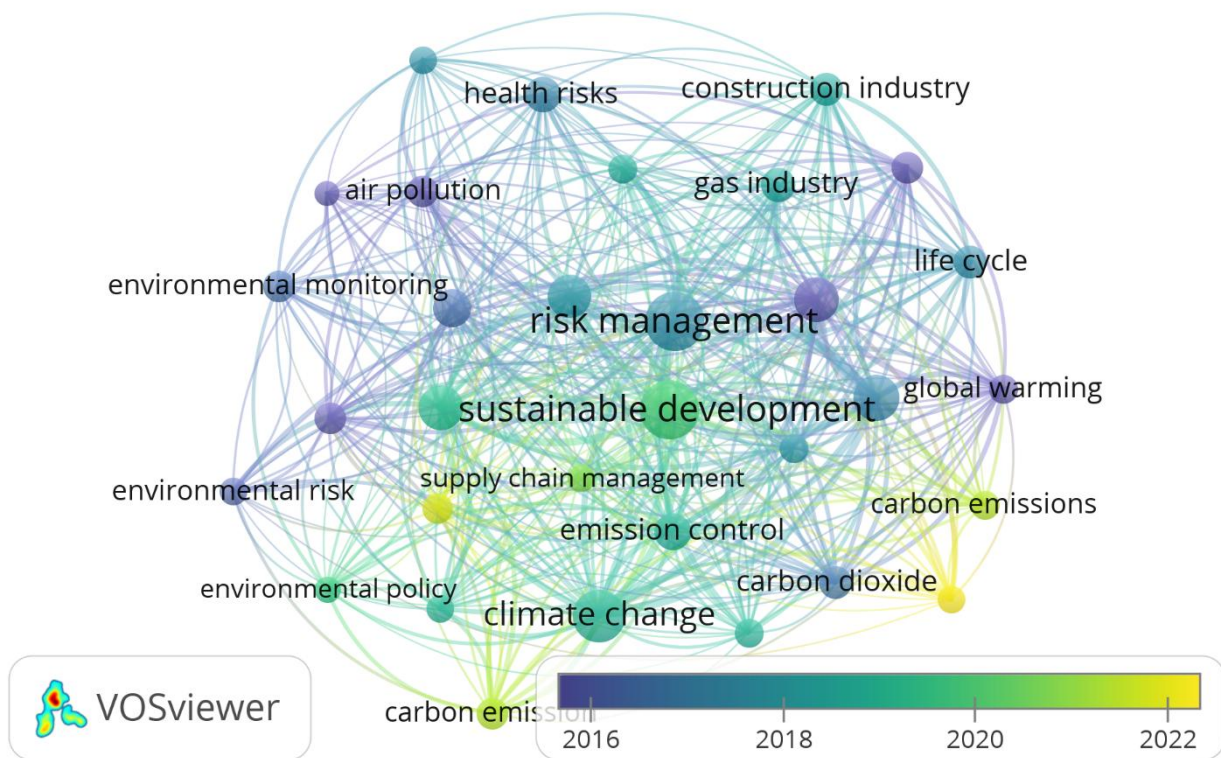 health risks
construction industry
air pollution
gas industry
life cycle
environmental monitoring
risk management
global warming
sustainable development
supply chain management
environmental risk
carbon emissions
emission control
carbon dioxide
environmental policy
climate change
VOSviewer
carbon emission
2016
2018
2020
2022